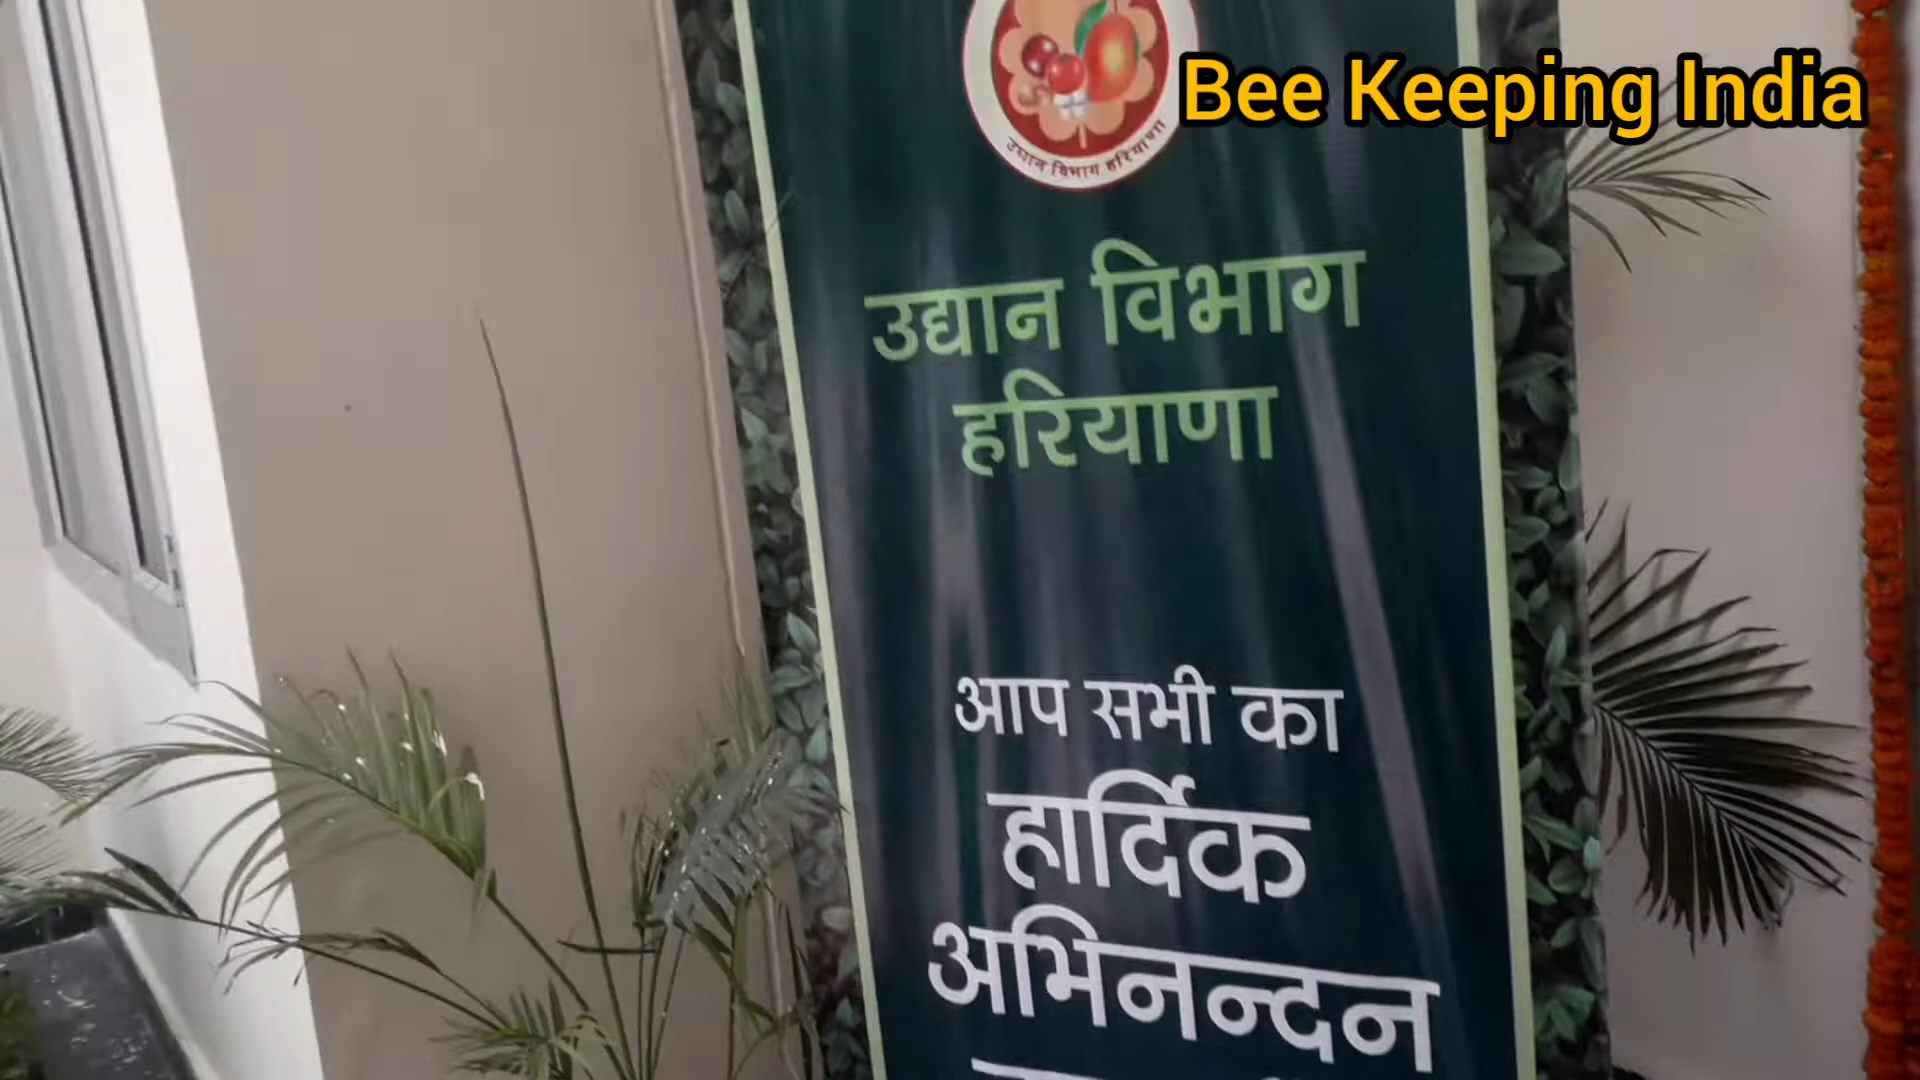 Bee Keeping India
उद्यान विभाग हरियाणा
उद्यान विभाग
हरियाणा
आप सभी का
हार्दिक
अभिनन्दन